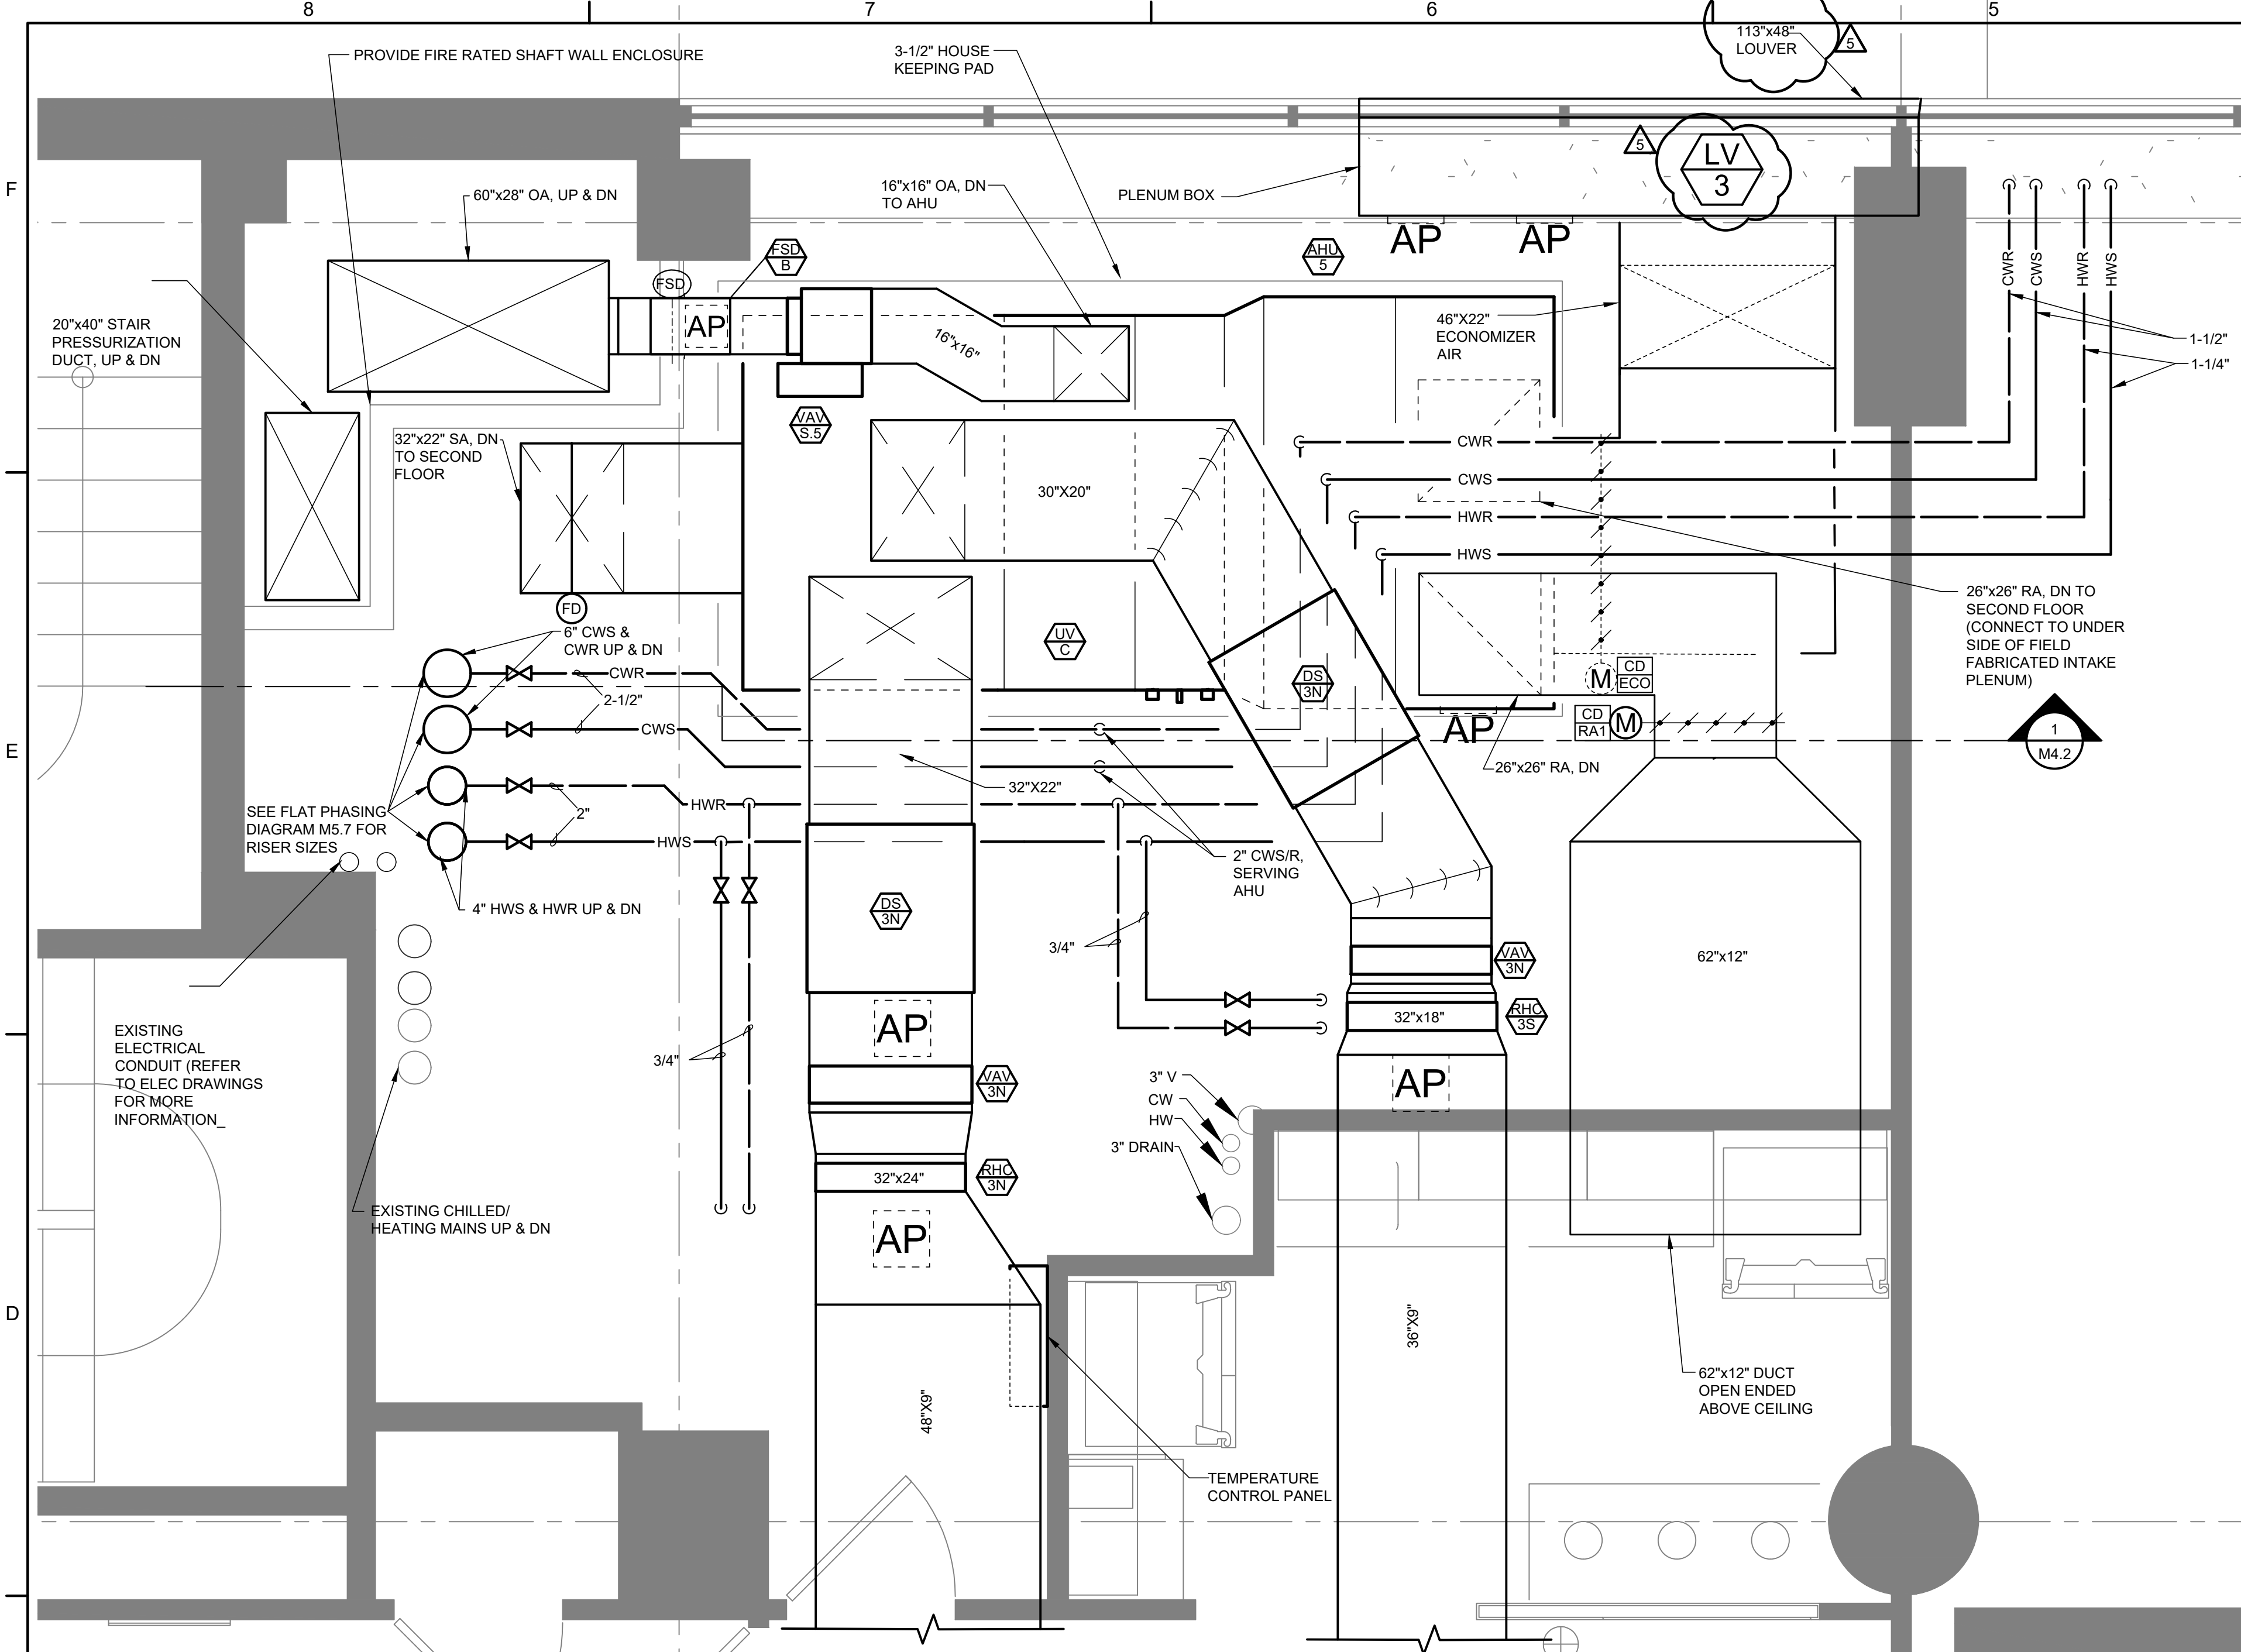 8
7
6
5
PROVIDE FIRE RATED SHAFT WALL ENCLOSURE
3-1/2" HOUSE
KEEPING PAD
113"x48"
LOUVER
5
F
60"x28" OA, UP & DN
16"x16" OA, DN
TO AHU
PLENUM BOX
5
LV
3
AP
AP
FSD
B
AHU
5
FSD
AP
CWR
CWS
HWR
HWS
20"x40" STAIR
PRESSURIZATION
DUCT, UP & DN
16"x16"
46"X22"
ECONOMIZER
AIR
1-1/2"
1-1/4"
VAV
S.5
32"x22" SA, DN
TO SECOND
FLOOR
CWR
30"X20"
CWS
HWR
HWS
FD
26"x26" RA, DN TO
SECOND FLOOR
(CONNECT TO UNDER
SIDE OF FIELD
FABRICATED INTAKE
PLENUM)
6" CWS &
CWR UP & DN
UV
C
CWR
2-1/2"
DS
3N
M
CD
ECO
CD
RA1
M
CWS
AP
1
M4.2
26"x26" RA, DN
32"X22"
HWR
2"
SEE FLAT PHASING
DIAGRAM M5.7 FOR
RISER SIZES
HWS
2" CWS/R,
SERVING
AHU
4" HWS & HWR UP & DN
DS
3N
3/4"
62"x12"
VAV
3N
E
32"x18"
RHC
3S
AP
EXISTING
ELECTRICAL
CONDUIT (REFER
TO ELEC DRAWINGS
FOR MORE
INFORMATION_
3/4"
VAV
3N
AP
3" V
CW
HW
3" DRAIN
32"x24"
RHC
3N
EXISTING CHILLED/
HEATING MAINS UP & DN
AP
D
36"X9"
48"X9"
62"x12" DUCT
OPEN ENDED
ABOVE CEILING
TEMPERATURE
CONTROL PANEL